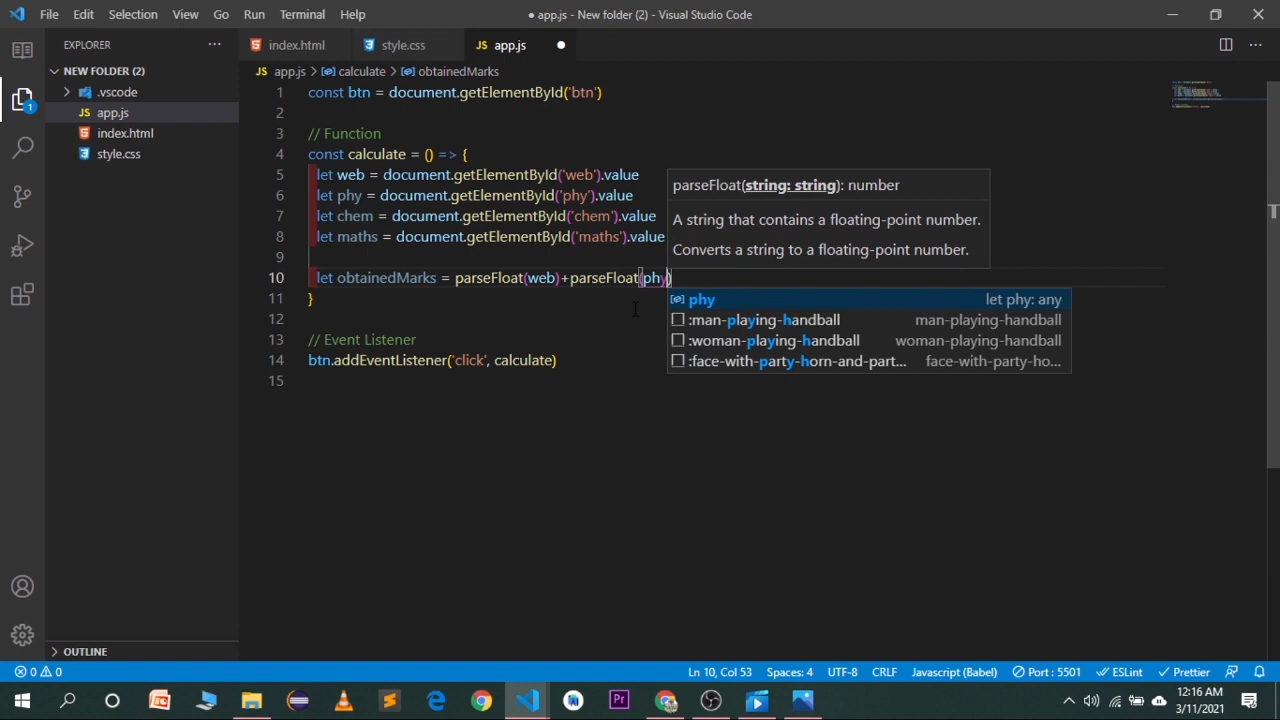 File Edit Selection View Go Run Terminal Help
● app.js - New folder (2) - Visual Studio Code
EXPLORER
index.html
style.css
app.js
NEW FOLDER (2)
.vscode
app.js
index.html
style.css
app.js > calculate > obtainedMarks
1 const btn = document.getElementById('btn')
2
3 // Function
4 const calculate = () => {
5 let web = document.getElementById('web').value
6 let phy = document.getElementById('phy').value
7 let chem = document.getElementById('chem').value
8 let maths = document.getElementById('maths').value
9
10 let obtainedMarks = parseFloat(web)+parseFloat(phy)
11 }
12
13 // Event Listener
14 btn.addEventListener('click', calculate)
15
parseFloat(string: string): number
A string that contains a floating-point number.
Converts a string to a floating-point number.
phy let phy: any
:man-playing-handball man-playing-handball
:woman-playing-handball woman-playing-handball
:face-with-party-horn-and-part... face-with-party-ho...
1
OUTLINE
0 0
Ln 10, Col 53 Spaces: 4 UTF-8 CRLF Javascript (Babel) Port : 5501 ESLint Prettier
12:16 AM
3/11/2021